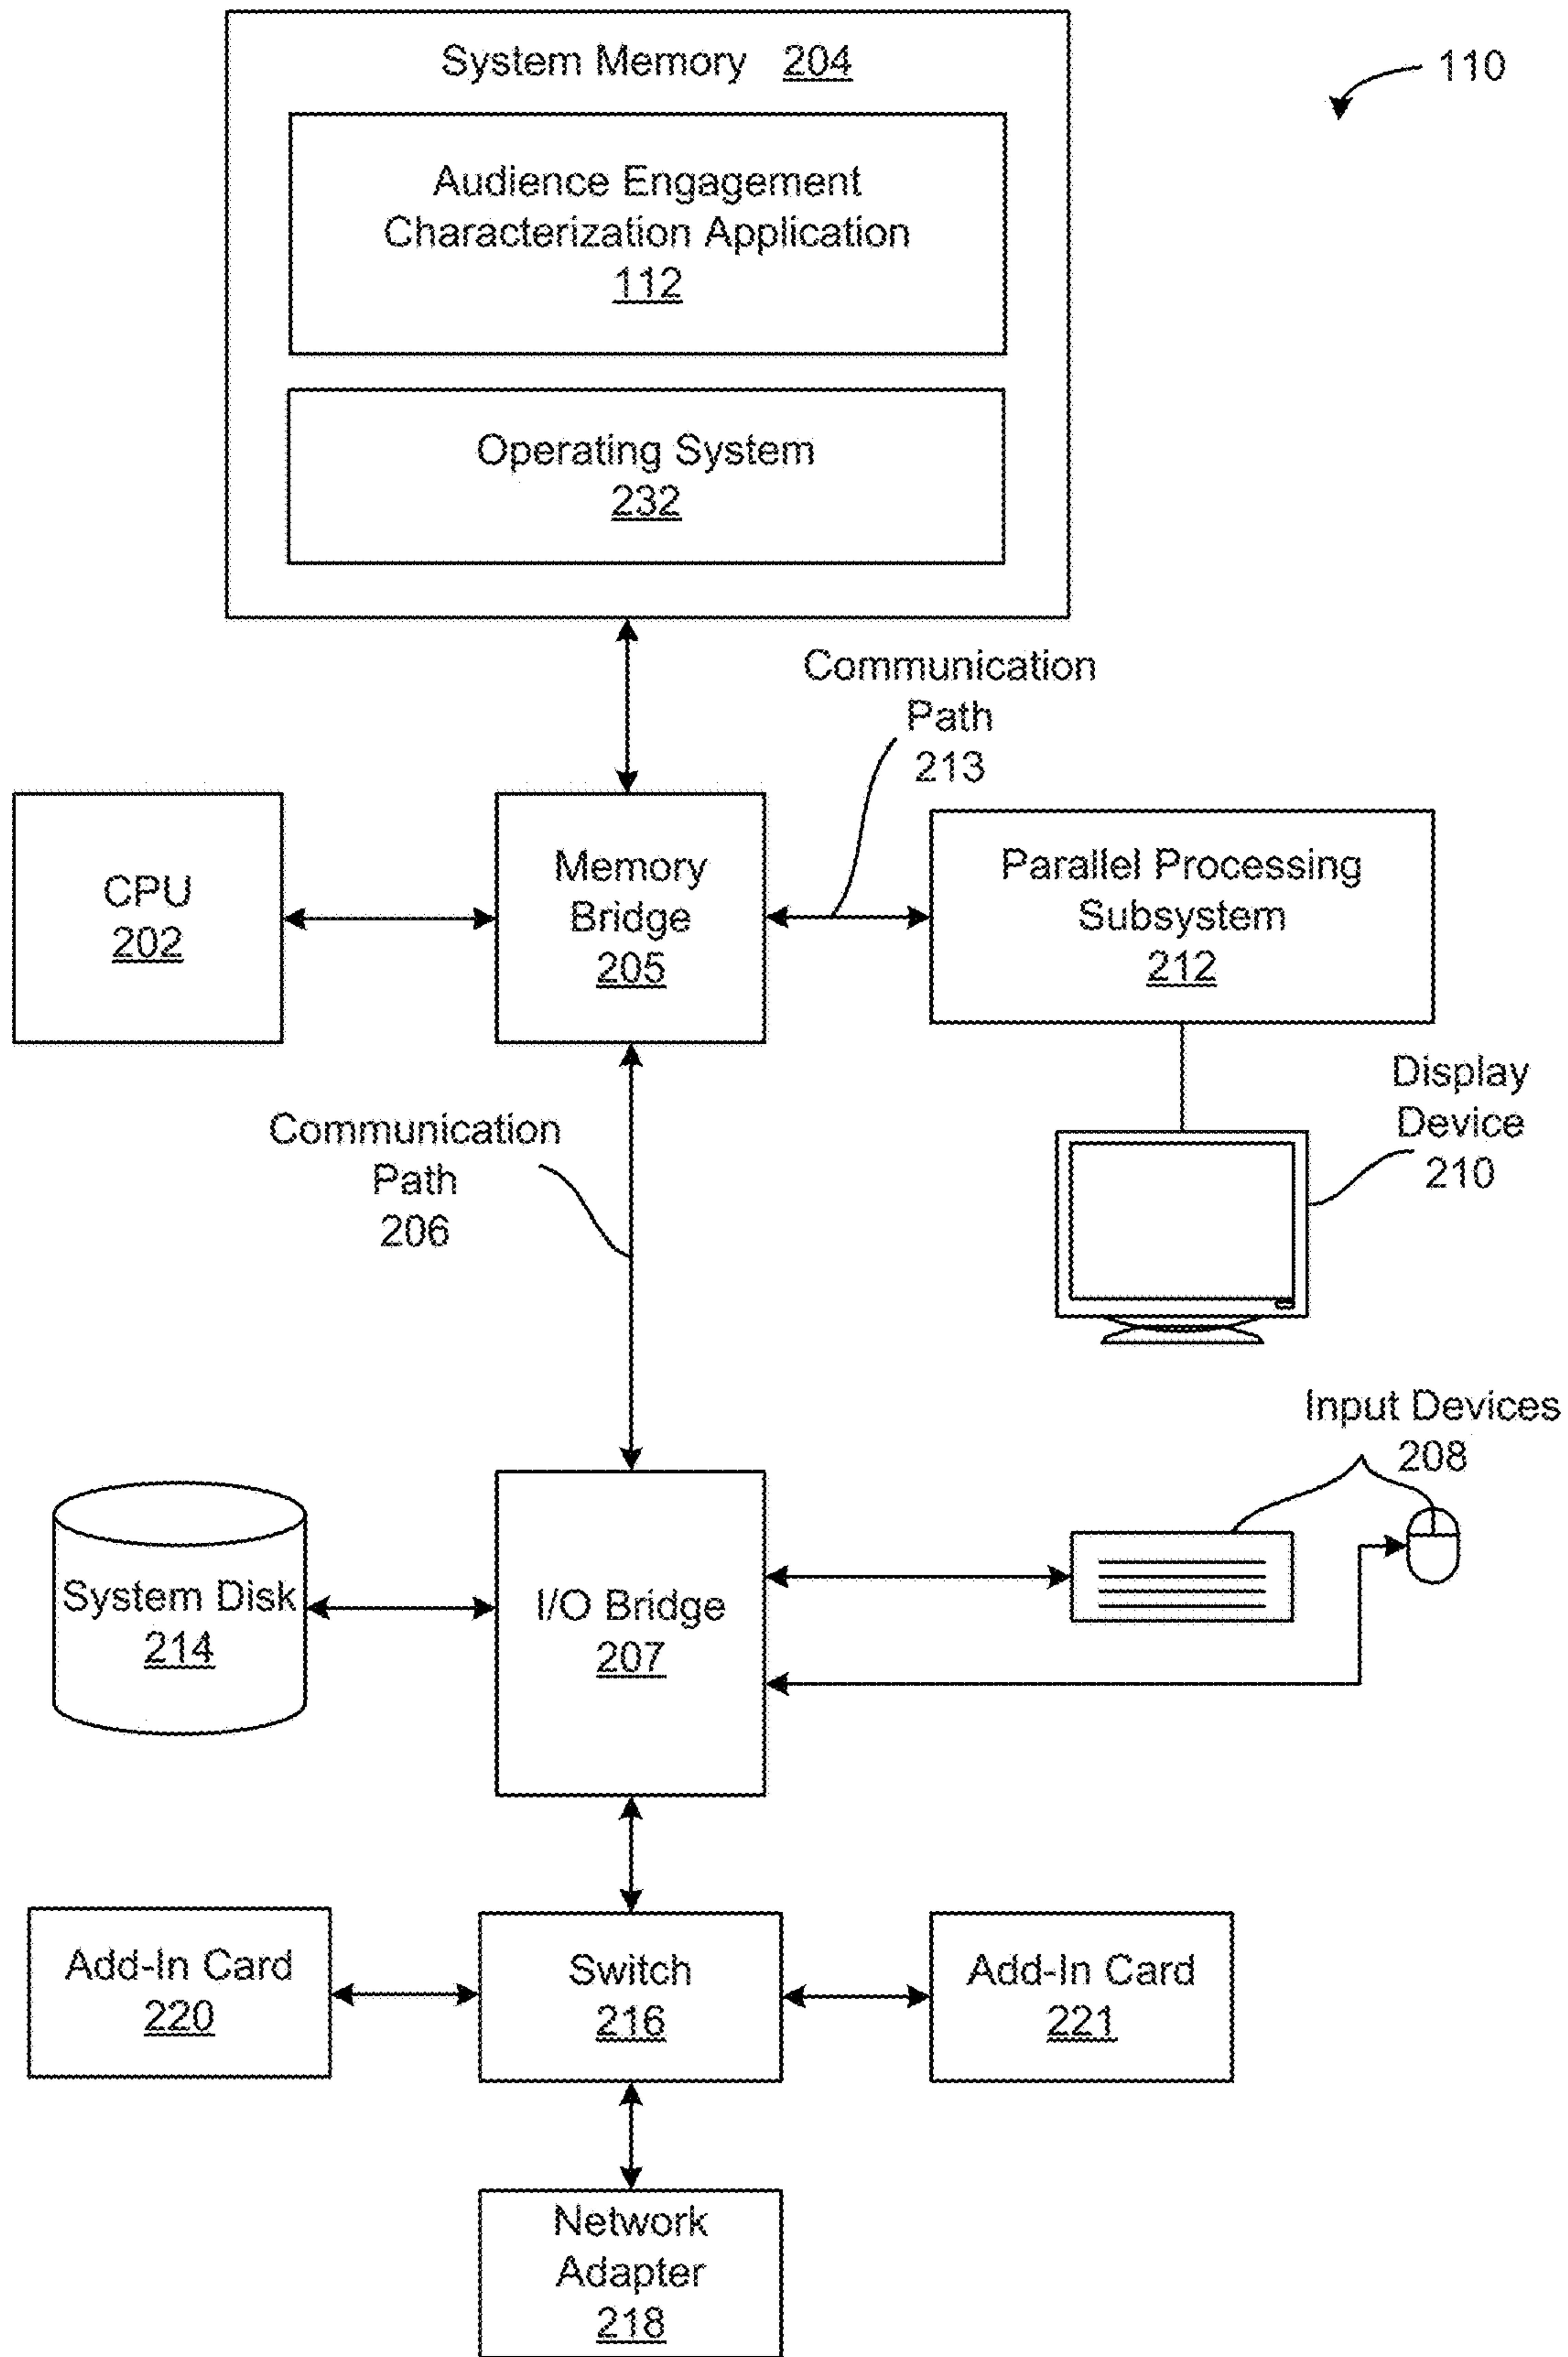 System Memory 204
110
Audience Engagement
Characterization Application
112
Operating System
232
Communication
Path
213
CPU
202
Memory
Bridge
205
Parallel Processing
Subsystem
212
Display
Device
210
Communication
Path
206
Input Devices
208
System Disk
214
I/O Bridge
207
Add-In Card
220
Switch
216
Add-In Card
221
Network
Adapter
218